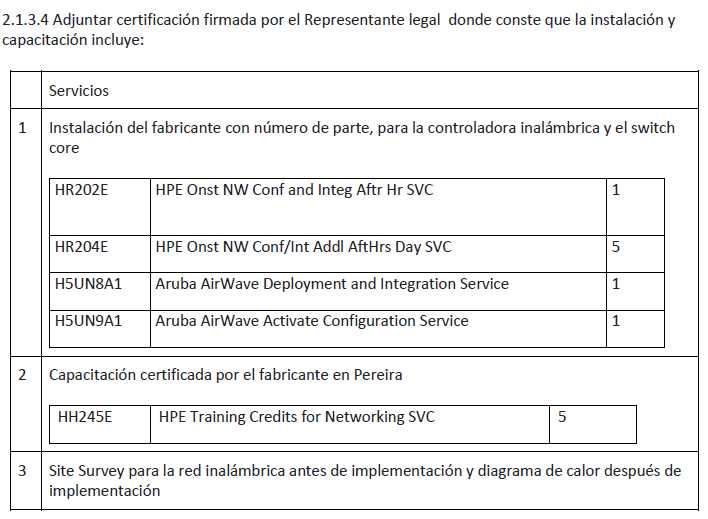 2.1.3.4 Adjuntar certificación firmada por el Representante legal  donde conste que la instalación y
capacitación incluye:
Servicios
1 Instalación del fabricante con número de parte, para la controladora inalámbrica y el switch
core
HR202E HPE Onst NW Conf and Integ Aftr Hr SVC 1
HR204E HPE Onst NW Conf/Int Addl AftHrs Day SVC 5
H5UN8A1 Aruba AirWave Deployment and Integration Service 1
H5UN9A1 Aruba AirWave Activate Configuration Service 1
2 Capacitación certificada por el fabricante en Pereira
HH245E HPE Training Credits for Networking SVC 5
3 Site Survey para la red inalámbrica antes de implementación y diagrama de calor después de
implementación